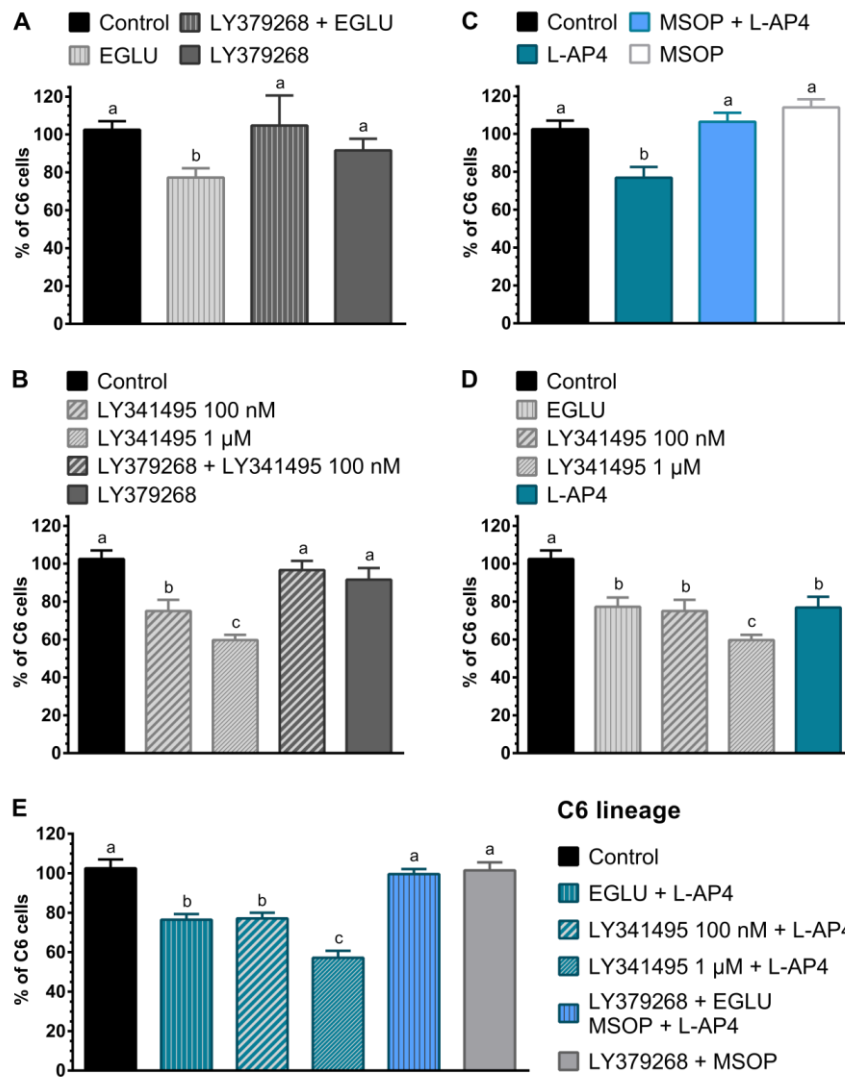 A
Control
LY379268 + EGLU
EGLU
LY379268
% of C6 cells
120
100
80
60
40
20
0
a
b
a
a
C
Control
MSOP + L-AP4
L-AP4
MSOP
% of C6 cells
120
100
80
60
40
20
0
a
b
a
a
B
Control
LY341495 100 nM
LY341495 1 µM
LY379268 + LY341495 100 nM
LY379268
% of C6 cells
120
100
80
60
40
20
0
a
b
c
a
a
D
Control
EGLU
LY341495 100 nM
LY341495 1 µM
L-AP4
% of C6 cells
120
100
80
60
40
20
0
a
b
b
c
b
E
% of C6 cells
120
100
80
60
40
20
0
a
b
b
c
a
a
C6 lineage
Control
EGLU + L-AP4
LY341495 100 nM + L-AP4
LY341495 1 µM + L-AP4
LY379268 + EGLU
MSOP + L-AP4
LY379268 + MSOP